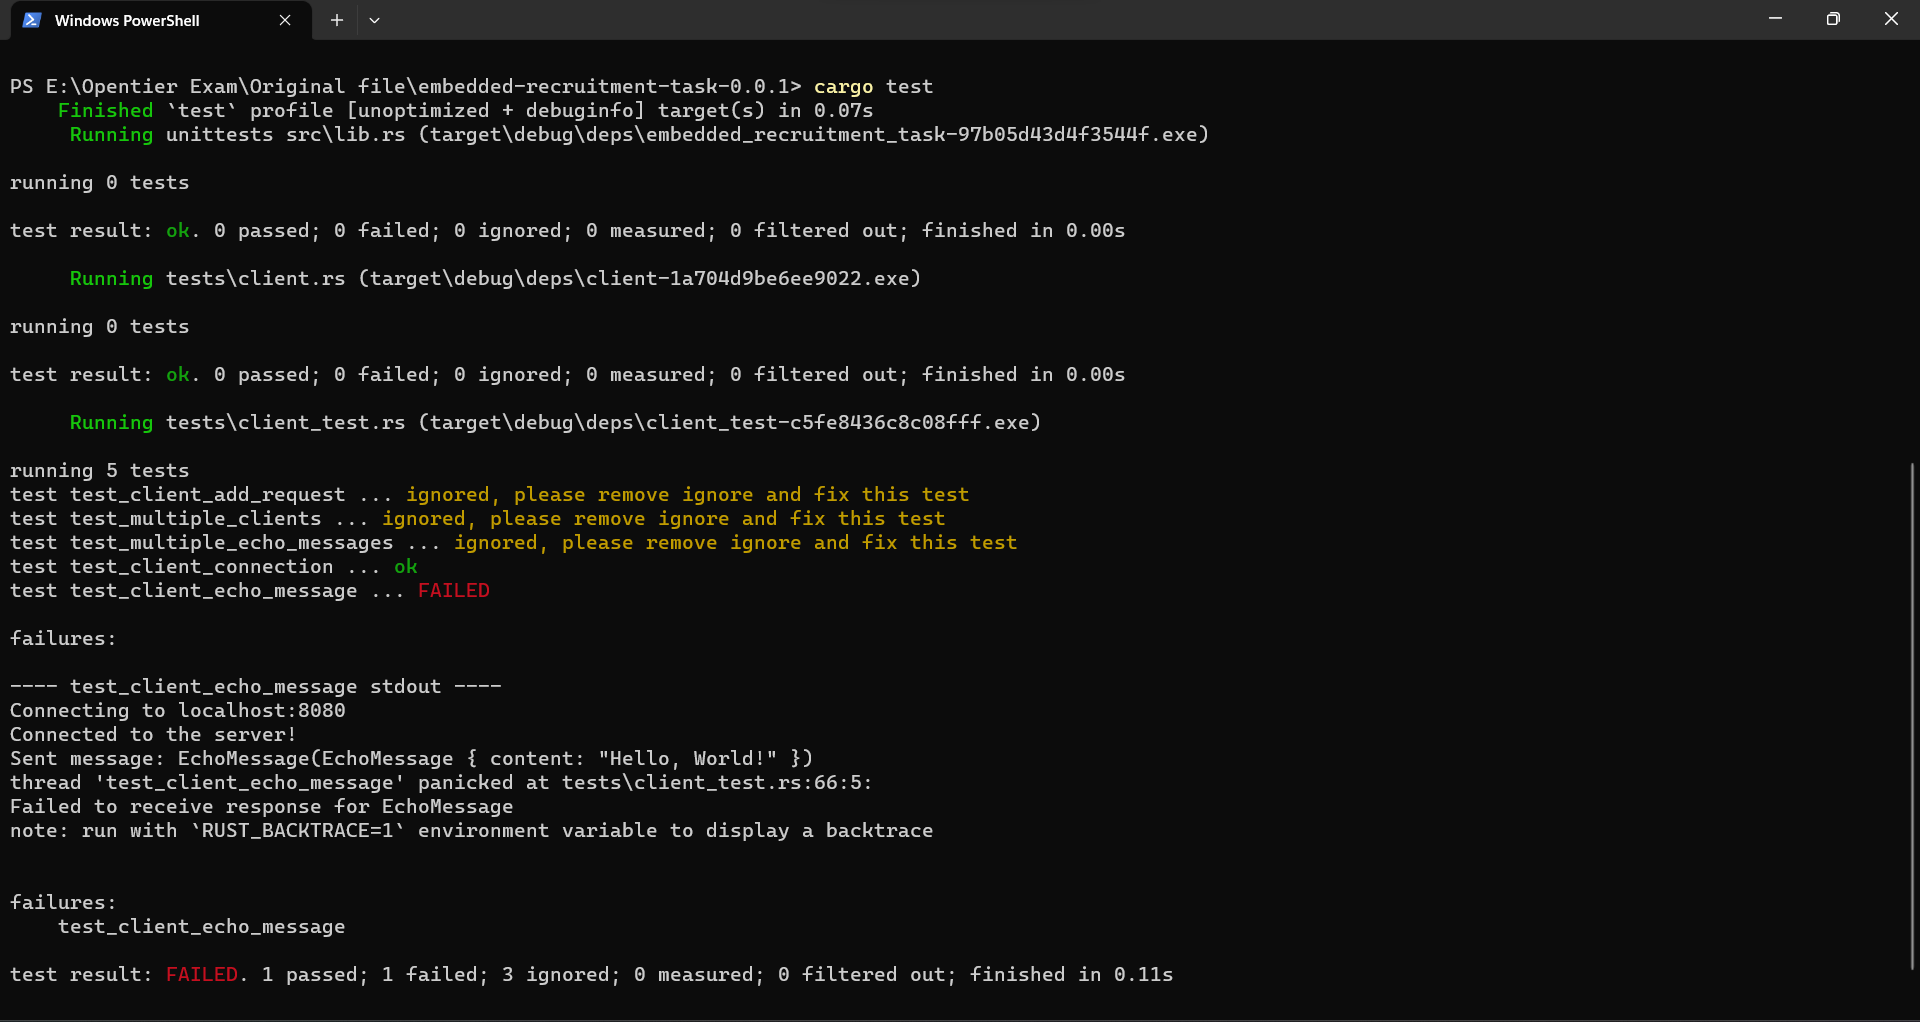 Windows PowerShell
PS E:\Opentier Exam\Original file\embedded-recruitment-task-0.0.1> cargo test
    Finished `test` profile [unoptimized + debuginfo] target(s) in 0.07s
     Running unittests src\lib.rs (target\debug\deps\embedded_recruitment_task-97b05d43d4f3544f.exe)
running 0 tests
test result: ok. 0 passed; 0 failed; 0 ignored; 0 measured; 0 filtered out; finished in 0.00s
     Running tests\client.rs (target\debug\deps\client-1a704d9be6ee9022.exe)
running 0 tests
test result: ok. 0 passed; 0 failed; 0 ignored; 0 measured; 0 filtered out; finished in 0.00s
     Running tests\client_test.rs (target\debug\deps\client_test-c5fe8436c8c08fff.exe)
running 5 tests
test test_client_add_request ... ignored, please remove ignore and fix this test
test test_multiple_clients ... ignored, please remove ignore and fix this test
test test_multiple_echo_messages ... ignored, please remove ignore and fix this test
test test_client_connection ... ok
test test_client_echo_message ... FAILED
failures:
---- test_client_echo_message stdout ----
Connecting to localhost:8080
Connected to the server!
Sent message: EchoMessage(EchoMessage { content: "Hello, World!" })
thread 'test_client_echo_message' panicked at tests\client_test.rs:66:5:
Failed to receive response for EchoMessage
note: run with `RUST_BACKTRACE=1` environment variable to display a backtrace
failures:
    test_client_echo_message
test result: FAILED. 1 passed; 1 failed; 3 ignored; 0 measured; 0 filtered out; finished in 0.11s